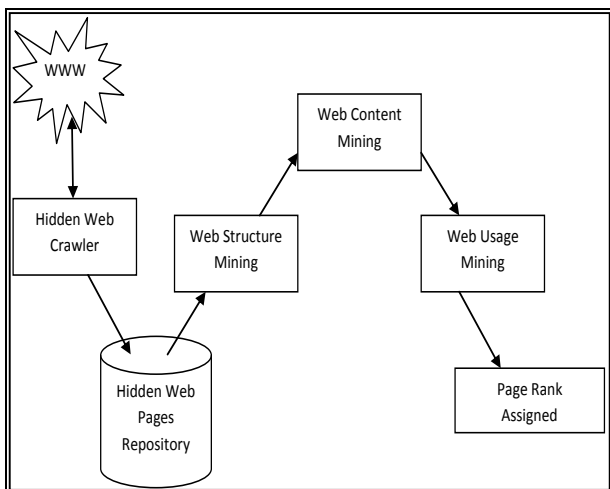 WWW
Web Content
Mining
Hidden Web
Crawler
Web Structure
Mining
Web Usage
Mining
Hidden Web
Pages
Repository
Page Rank
Assigned